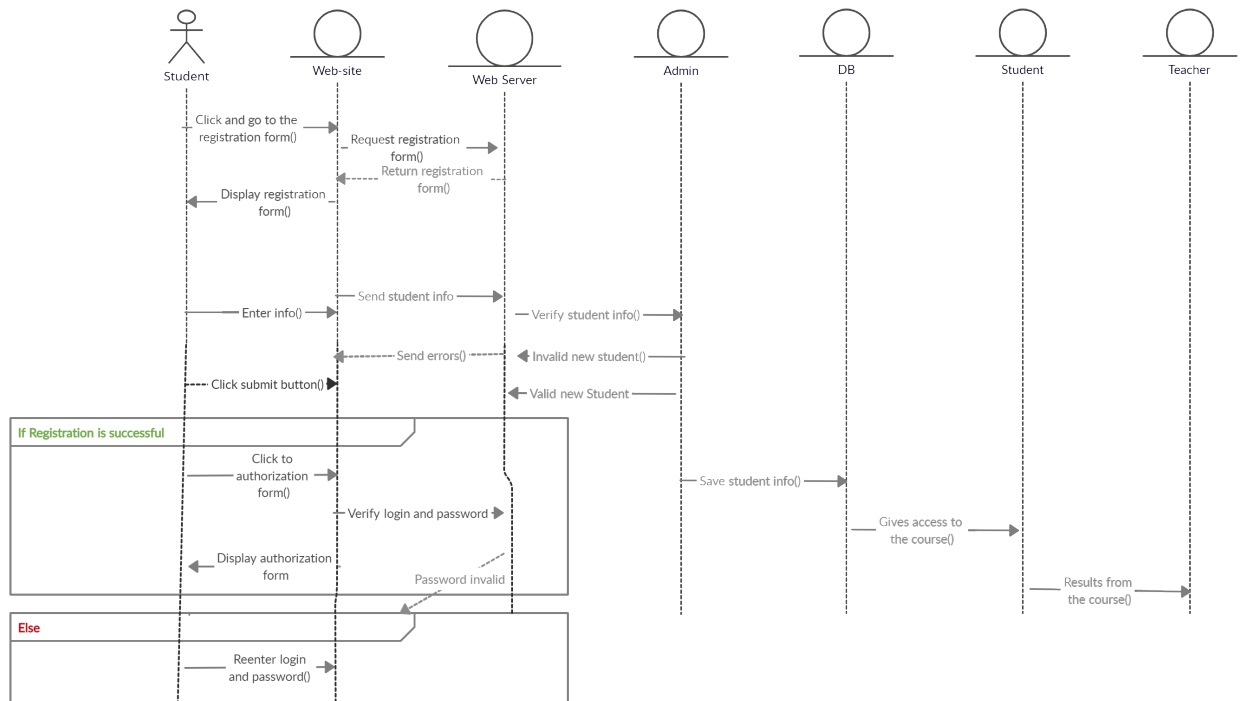 Student
Web-site
Web Server
Admin
DB
Student
Teacher
Click and go to the
registration form()
Request registration
form()
Return registration
form()
Display registration
form()
Send student info
Enter info()
Verify student info()
Send errors()
Invalid new student()
Click submit button()
Valid new Student
If Registration is successful
Click to
authorization
form()
Save student info()
Verify login and password
Gives access to
the course()
Display authorization
form
Password invalid
Results from
the course()
Else
Reenter login
and password()